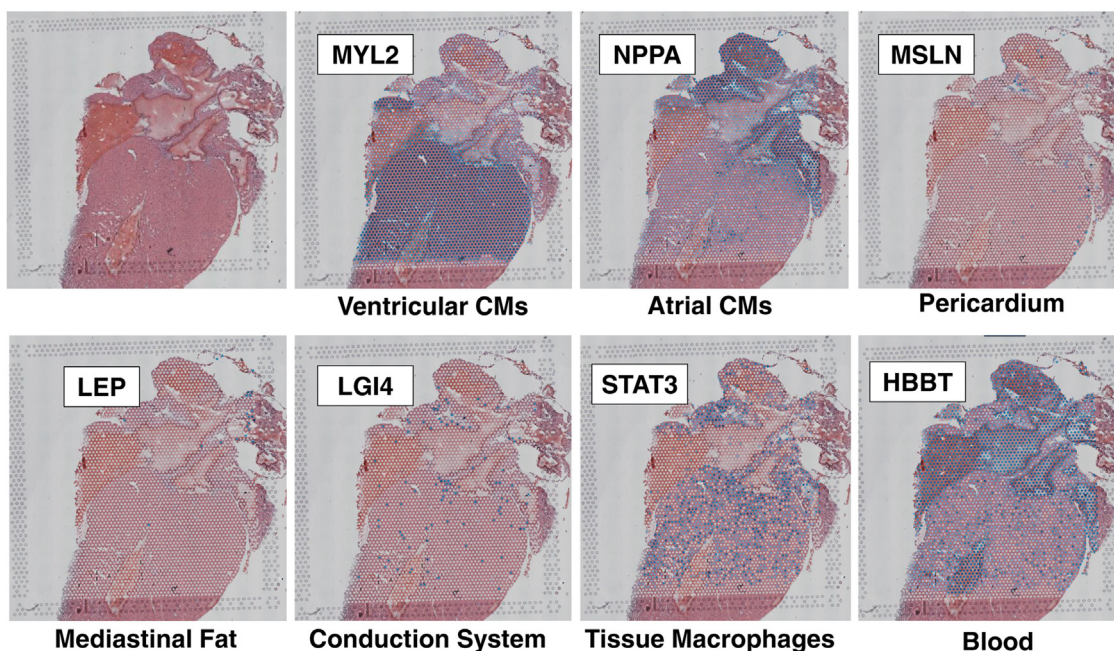 MYL2
NPPA
MSLN
Ventricular CMs
Atrial CMs
Pericardium
LEP
LGI4
STAT3
HBBT
Mediastinal Fat
Conduction System
Tissue Macrophages
Blood